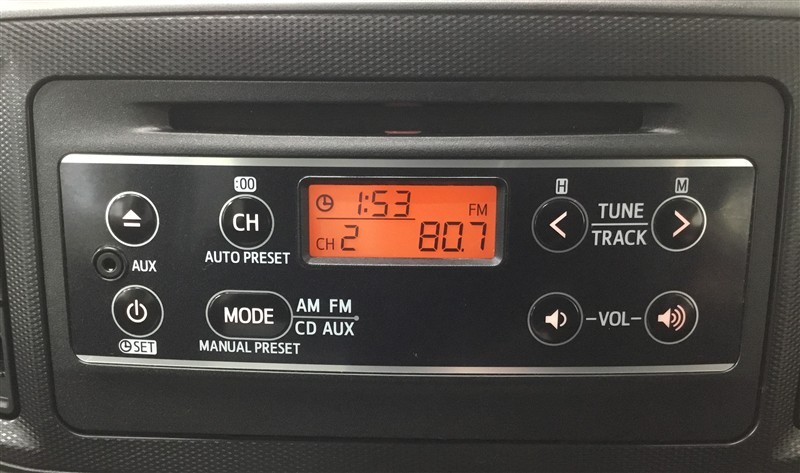 :00
H
M
1:53
FM
CH 2
80.7
CH
AUTO PRESET
TUNE
TRACK
AUX
MODE
AM FM
CD AUX
MANUAL PRESET
SET
-VOL-